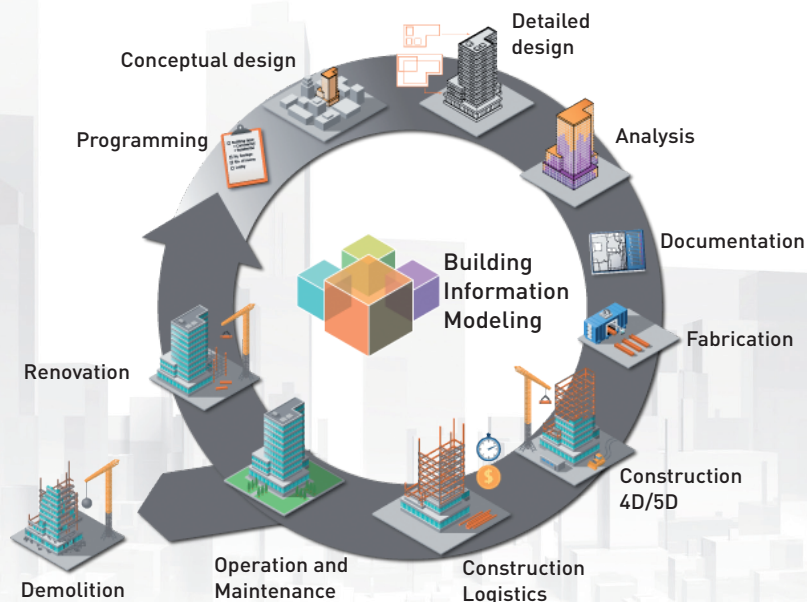 Detailed
design
Conceptual design
Programming
Analysis
Documentation
Building
Information
Modeling
Fabrication
Renovation
Construction
4D/5D
$
Operation and
Maintenance
Construction
Logistics
Demolition